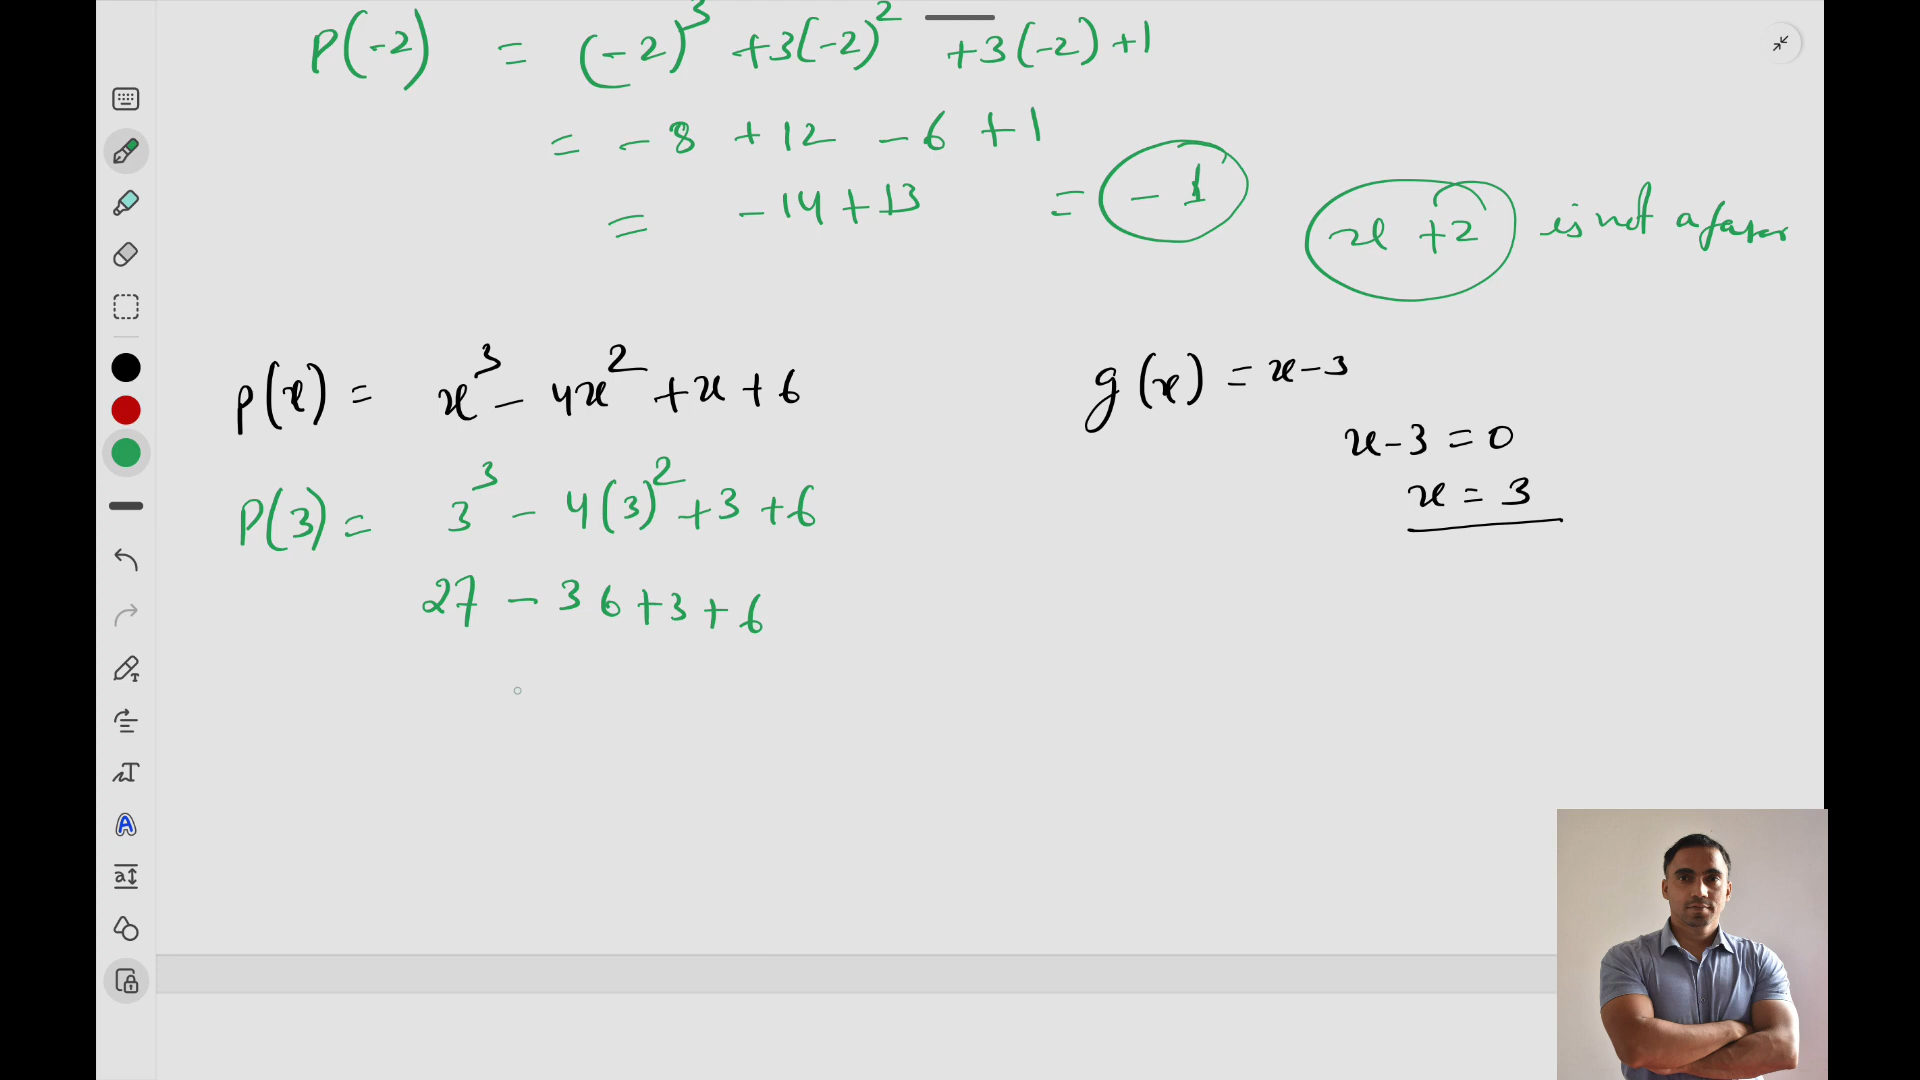 P(-2) = (-2)³ +3(-2)² +3(-2)+1
= -8 +12 -6 +1
= -14+13 = -1
x +2 is not a
p(x) = x³ - 4x² +x +6
g(x) = x-3
x-3 = 0
x = 3
P(3) = 3³ - 4(3)² +3 +6
27 - 36 +3 +6